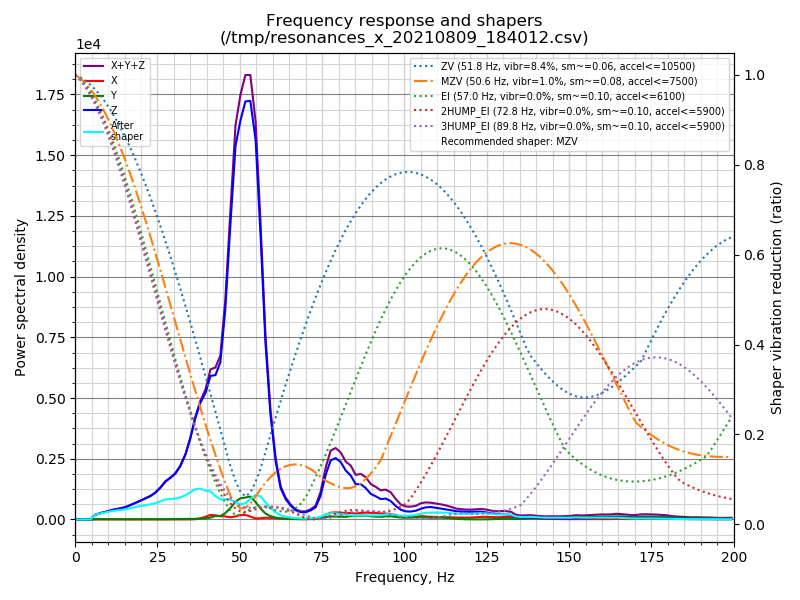 Frequency response and shapers
(/tmp/resonances_x_20210809_184012.csv)
1e4
X+Y+Z
X
Y
Z
After
shaper
ZV (51.8 Hz, vibr=8.4%, sm~=0.06, accel<=10500)
MZV (50.6 Hz, vibr=1.0%, sm~=0.08, accel<=7500)
EI (57.0 Hz, vibr=0.0%, sm~=0.10, accel<=6100)
2HUMP_EI (72.8 Hz, vibr=0.0%, sm~=0.10, accel<=5900)
3HUMP_EI (89.8 Hz, vibr=0.0%, sm~=0.10, accel<=5900)
Recommended shaper: MZV
Power spectral density
1.75
1.50
1.25
1.00
0.75
0.50
0.25
0.00
1.0
0.8
0.6
0.4
0.2
0.0
Shaper vibration reduction (ratio)
0 25 50 75 100 125 150 175 200
Frequency, Hz